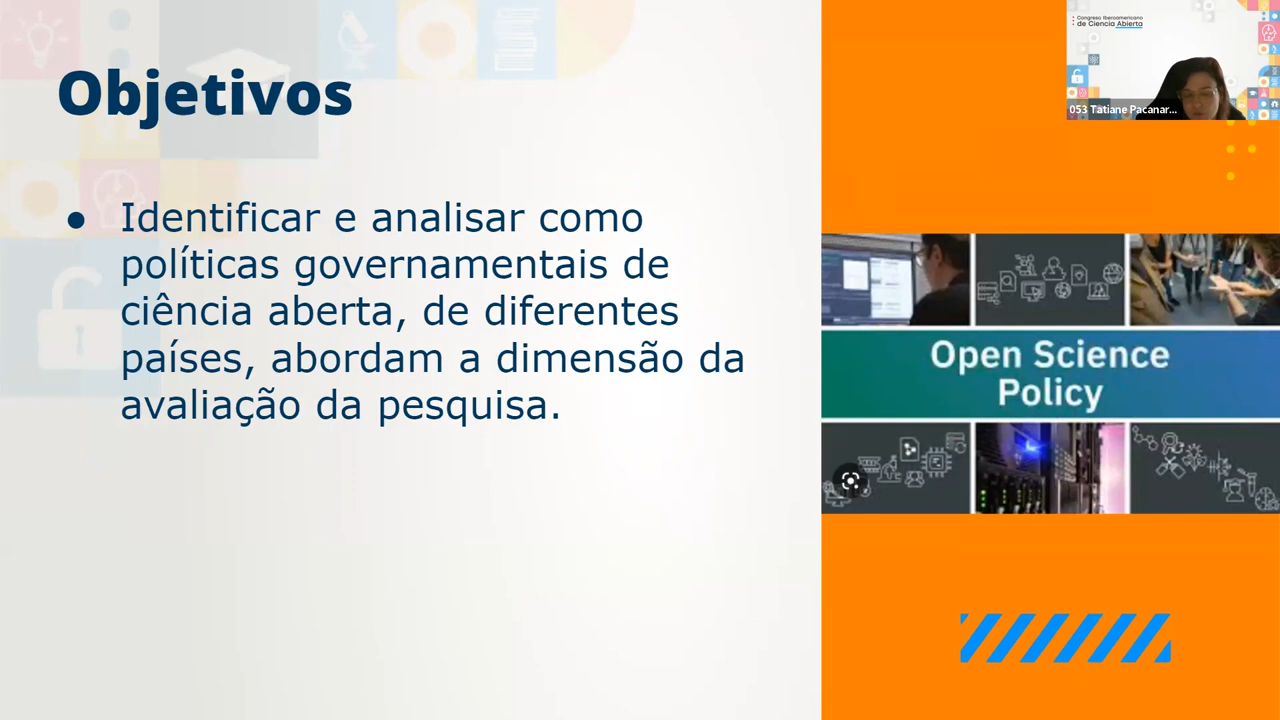 Objetivos
● Identificar e analisar como
políticas governamentais de
ciência aberta, de diferentes
países, abordam a dimensão da
avaliação da pesquisa.
Congreso Iberoamericano
de Ciencia Abierta
053 Tatiane Pacanar...
Open Science
Policy